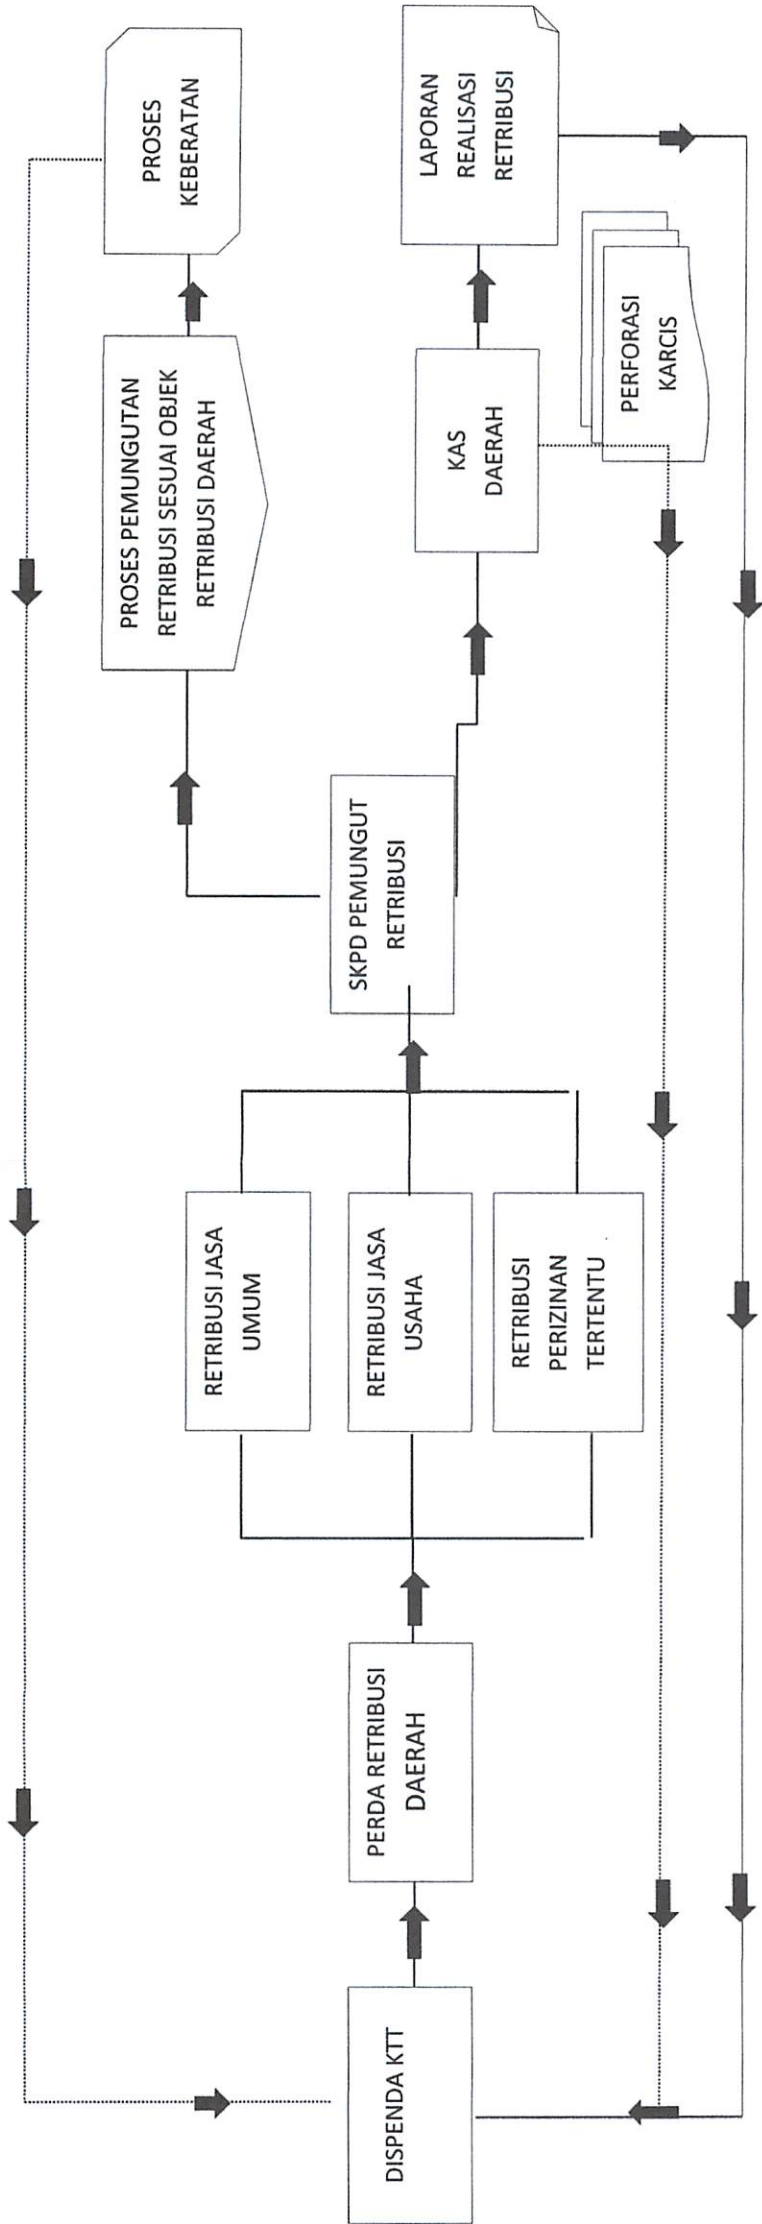 DISPENDA KTT
PERDA RETRIBUSI
DAERAH
RETRIBUSI JASA
UMUM
RETRIBUSI JASA
USAHA
RETRIBUSI
PERIZINAN
TERTENTU
SKPD PEMUNGUT
RETRIBUSI
PROSES PEMUNGUTAN
RETRIBUSI SESUAI OBJEK
RETRIBUSI DAERAH
PROSES
KEBERATAN
KAS
DAERAH
LAPORAN
REALISASI
RETRIBUSI
PERFORASI
KARCIS